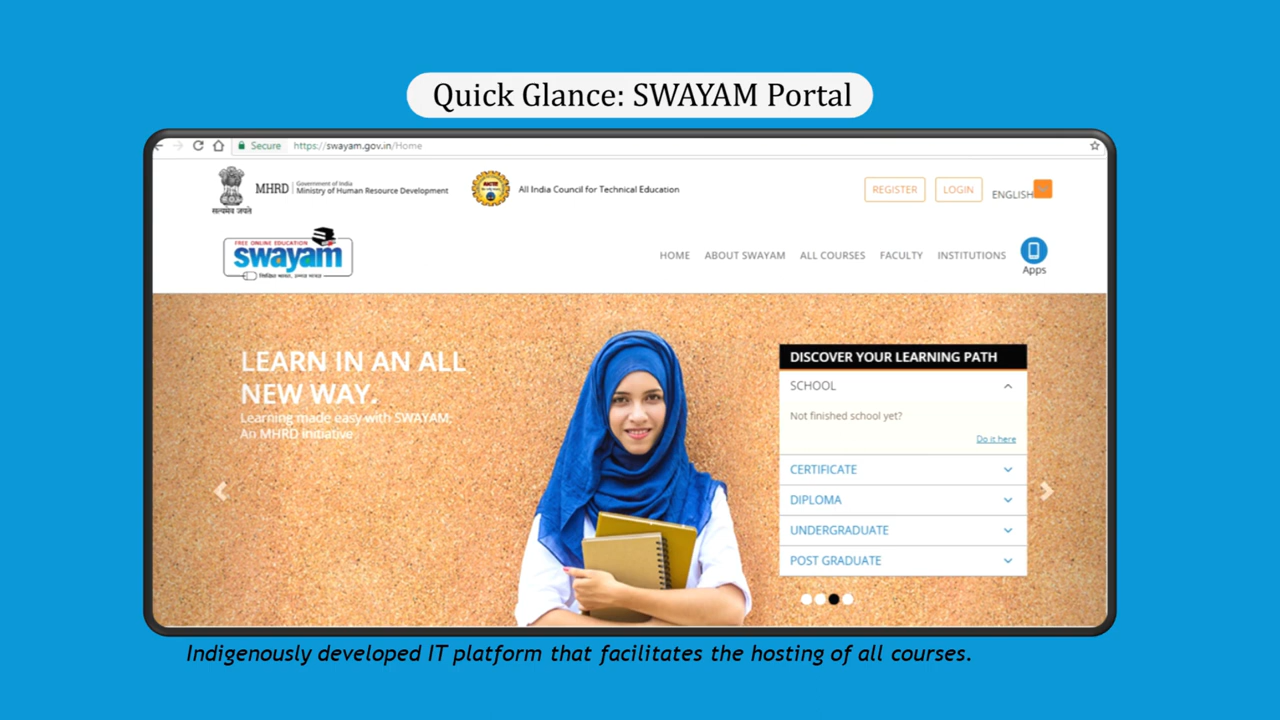 Quick Glance: SWAYAM Portal
Secure https://swayam.gov.in/Home
सत्यमेव जयते
MHRD
Government of India
Ministry of Human Resource Development
All India Council for Technical Education
REGISTER
LOGIN
ENGLISH
FREE ONLINE EDUCATION
swayam
HOME
ABOUT SWAYAM
ALL COURSES
FACULTY
INSTITUTIONS
Apps
LEARN IN AN ALL
NEW WAY.
Learning made easy with SWAYAM-
An MHRD initiative
DISCOVER YOUR LEARNING PATH
SCHOOL
Not finished school yet?
Do it here
CERTIFICATE
DIPLOMA
UNDERGRADUATE
POST GRADUATE
Indigenously developed IT platform that facilitates the hosting of all courses.